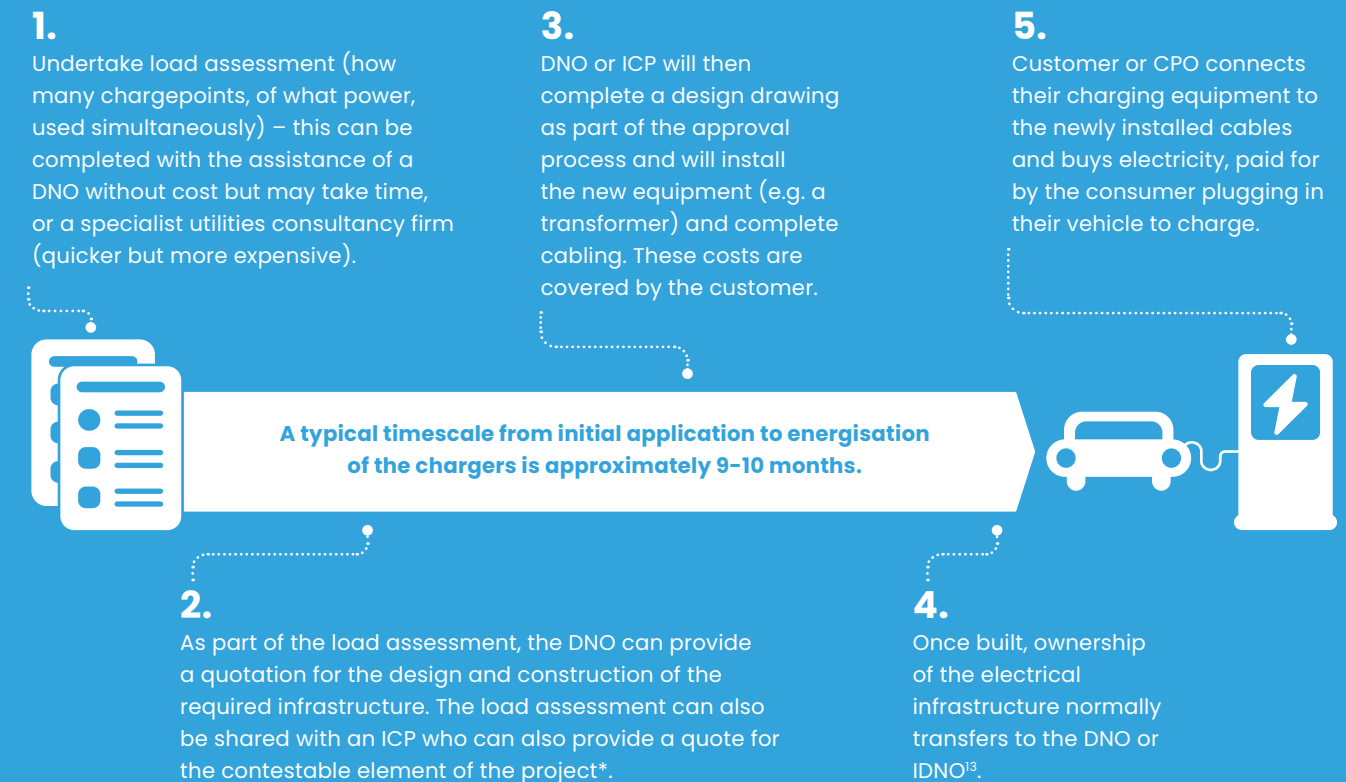 1.
Undertake load assessment (how
many chargepoints, of what power,
used simultaneously) – this can be
completed with the assistance of a
DNO without cost but may take time,
or a specialist utilities consultancy firm
(quicker but more expensive).
3.
DNO or ICP will then
complete a design drawing
as part of the approval
process and will install
the new equipment (e.g. a
transformer) and complete
cabling. These costs are
covered by the customer.
5.
Customer or CPO connects
their charging equipment to
the newly installed cables
and buys electricity, paid for
by the consumer plugging in
their vehicle to charge.
A typical timescale from initial application to energisation
of the chargers is approximately 9-10 months.
2.
As part of the load assessment, the DNO can provide
a quotation for the design and construction of the
required infrastructure. The load assessment can also
be shared with an ICP who can also provide a quote for
the contestable element of the project*.
4.
Once built, ownership
of the electrical
infrastructure normally
transfers to the DNO or
IDNO¹³.